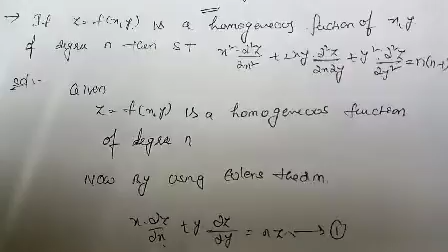 → If z = f(x,y) is a homogeneous function of x, y
of degree n then S T x² ∂²z/∂x² + 2xy ∂²z/∂x∂y + y² ∂²z/∂y² = n(n-1)
Sol:- Given
z = f(x,y) is a homogeneous function
of degree n
Now By using Eulers theorem
x · ∂z/∂x + y ∂z/∂y = nz → ①